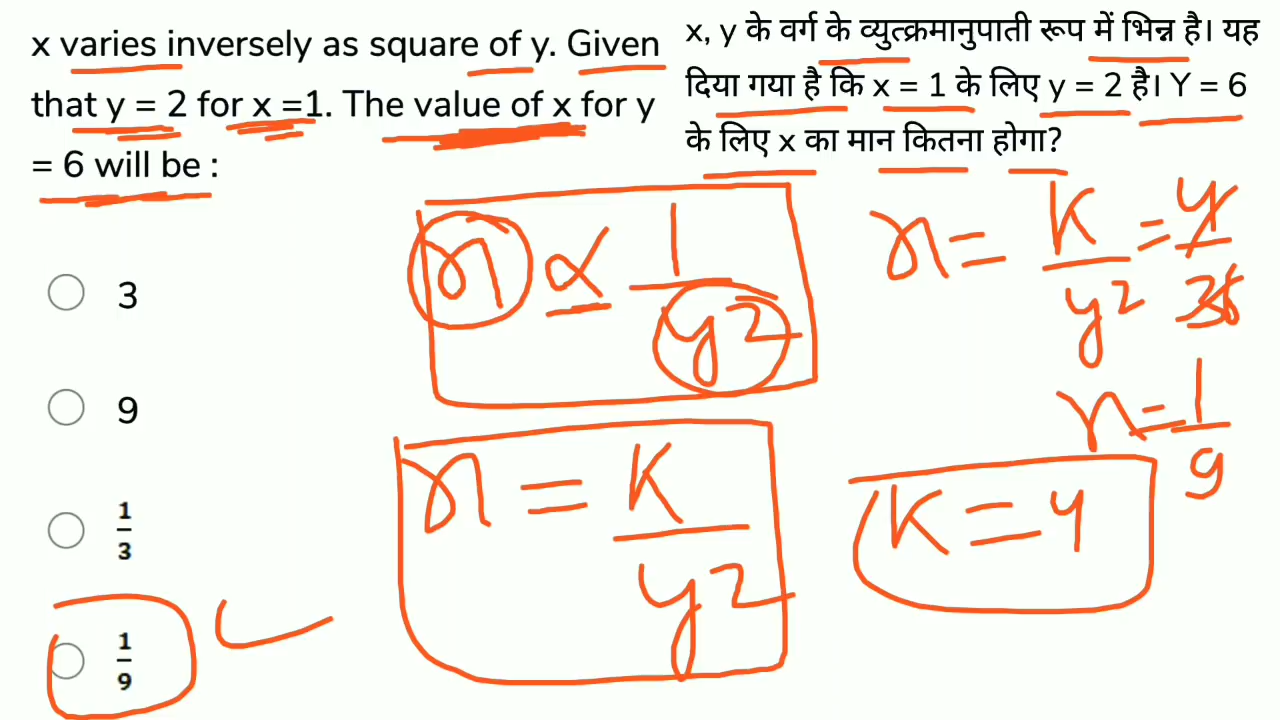 x varies inversely as square of y. Given
that y = 2 for x =1. The value of x for y
= 6 will be :
x, y के वर्ग के व्युत्क्रमानुपाती रूप में भिन्न है। यह
दिया गया है कि x = 1 के लिए y = 2 है। Y = 6
के लिए x का मान कितना होगा?
3
9
1/3
1/9
x ∝ 1/y²
x = K/y²
x = K/y² = 4/36
x = 1/9
K = 4